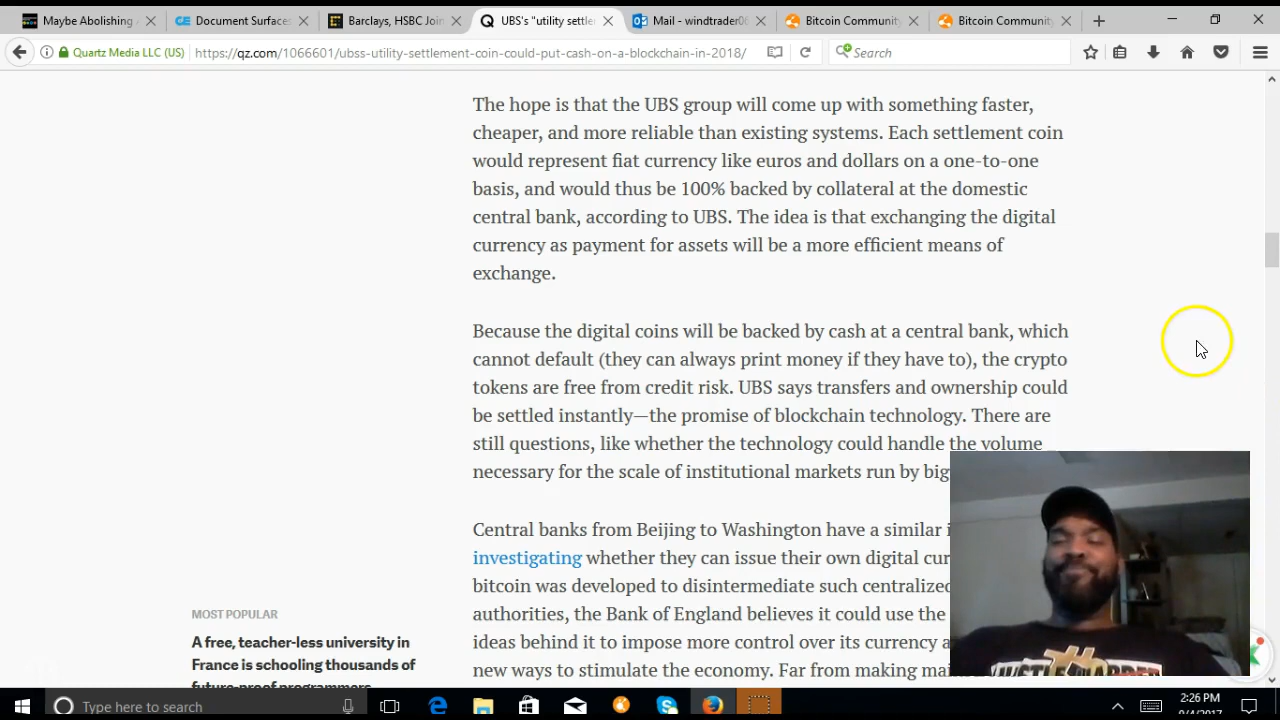 Maybe Abolishing A
Document Surfaces
Barclays, HSBC Join
Q UBS's "utility settle
Mail - windtrader06
Bitcoin Community
Bitcoin Community
Quartz Media LLC (US)
https://qz.com/1066601/ubss-utility-settlement-coin-could-put-cash-on-a-blockchain-in-2018/
Search
The hope is that the UBS group will come up with something faster,
cheaper, and more reliable than existing systems. Each settlement coin
would represent fiat currency like euros and dollars on a one-to-one
basis, and would thus be 100% backed by collateral at the domestic
central bank, according to UBS. The idea is that exchanging the digital
currency as payment for assets will be a more efficient means of
exchange.
Because the digital coins will be backed by cash at a central bank, which
cannot default (they can always print money if they have to), the crypto
tokens are free from credit risk. UBS says transfers and ownership could
be settled instantly—the promise of blockchain technology. There are
still questions, like whether the technology could handle the volume
necessary for the scale of institutional markets run by big
Central banks from Beijing to Washington have a similar i
investigating whether they can issue their own digital cur
bitcoin was developed to disintermediate such centralized
authorities, the Bank of England believes it could use the
ideas behind it to impose more control over its currency a
new ways to stimulate the economy. Far from making mai
MOST POPULAR
A free, teacher-less university in
France is schooling thousands of
future-proof programmers
Type here to search
2:26 PM
9/4/2017